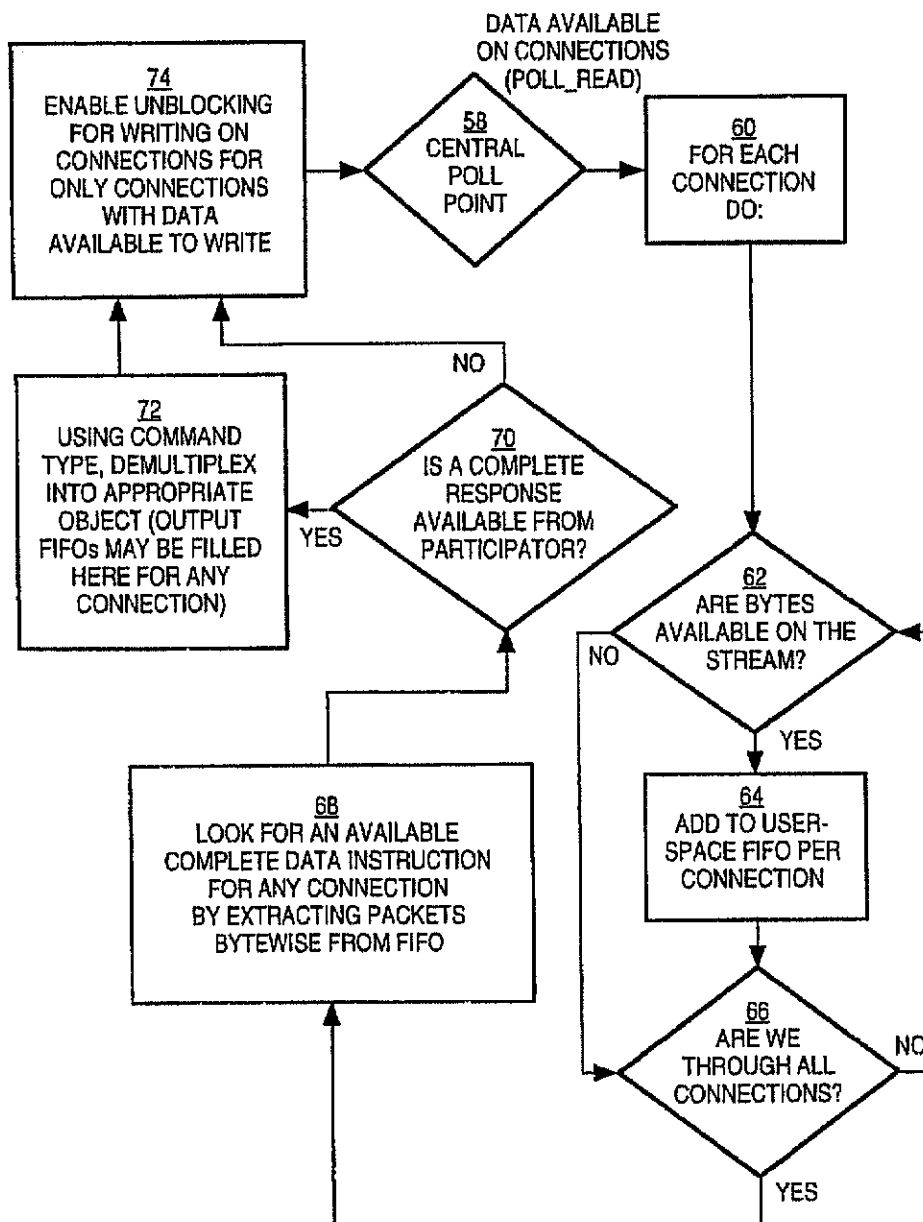 DATA AVAILABLE
ON CONNECTIONS
(POLL_READ)
74
ENABLE UNBLOCKING
FOR WRITING ON
CONNECTIONS FOR
ONLY CONNECTIONS
WITH DATA
AVAILABLE TO WRITE
58
CENTRAL
POLL
POINT
60
FOR EACH
CONNECTION
DO:
NO
72
USING COMMAND
TYPE, DEMULTIPLEX
INTO APPROPRIATE
OBJECT (OUTPUT
FIFOs MAY BE FILLED
HERE FOR ANY
CONNECTION)
YES
70
IS A COMPLETE
RESPONSE
AVAILABLE FROM
PARTICIPATOR?
62
ARE BYTES
AVAILABLE ON THE
STREAM?
NO
YES
64
ADD TO USER-
SPACE FIFO PER
CONNECTION
68
LOOK FOR AN AVAILABLE
COMPLETE DATA INSTRUCTION
FOR ANY CONNECTION
BY EXTRACTING PACKETS
BYTEWISE FROM FIFO
66
ARE WE
THROUGH ALL
CONNECTIONS?
NO
YES